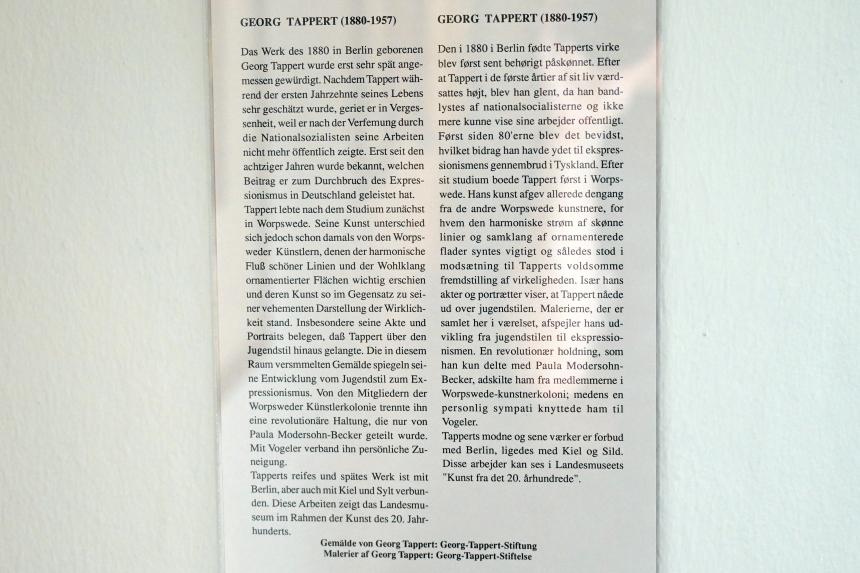 GEORG TAPPERT (1880-1957)
Das Werk des 1880 in Berlin geborenen
Georg Tappert wurde erst sehr spät ange-
messen gewürdigt. Nachdem Tappert wäh-
rend der ersten Jahrzehnte seines Lebens
sehr geschätzt wurde, geriet er in Verges-
senheit, weil er nach der Verfemung durch
die Nationalsozialisten seine Arbeiten
nicht mehr öffentlich zeigte. Erst seit den
achtziger Jahren wurde bekannt, welchen
Beitrag er zum Durchbruch des Expres-
sionismus in Deutschland geleistet hat.
Tappert lebte nach dem Studium zunächst
in Worpswede. Seine Kunst unterschied
sich jedoch schon damals von den Worps-
weder Künstlern, denen der harmonische
Fluß schöner Linien und der Wohlklang
ornamentierter Flächen wichtig erschien
und deren Kunst so im Gegensatz zu sei-
ner vehementen Darstellung der Wirklich-
keit stand. Insbesondere seine Akte und
Portraits belegen, daß Tappert über den
Jugendstil hinaus gelangte. Die in diesem
Raum versmmelten Gemälde spiegeln sei-
ne Entwicklung vom Jugendstil zum Ex-
pressionismus. Von den Mitgliedern der
Worpsweder Künstlerkolonie trennte ihn
eine revolutionäre Haltung, die nur von
Paula Modersohn-Becker geteilt wurde.
Mit Vogeler verband ihn persönliche Zu-
neigung.
Tapperts reifes und spätes Werk ist mit
Berlin, aber auch mit Kiel und Sylt verbun-
den. Diese Arbeiten zeigt das Landesmu-
seum im Rahmen der Kunst des 20. Jahr-
hunderts.
GEORG TAPPERT (1880-1957)
Den i 1880 i Berlin fødte Tapperts virke
blev først sent behørigt påskønnet. Efter
at Tappert i de første årtier af sit liv værd-
sattes højt, blev han glent, da han band-
lystes af nationalsocialisterne og ikke
mere kunne vise sine arbejder offentligt.
Først siden 80'erne blev det bevidst,
hvilket bidrag han havde ydet til ekspres-
sionismens gennembrud i Tyskland. Efter
sit studium boede Tappert først i Worps-
wede. Hans kunst afgev allerede dengang
fra de andre Worpswede kunstnere, for
hvem den harmoniske strøm af skønne
linier og samklag af ornamenterede
flader syntes vigtigt og således stod i
modsætning til Tapperts voldsomme
fremdstilling af virkeligheden. Især hans
akter og portrætter viser, at Tappert nåede
ud over jugendstilen. Malerierne, der er
samlet her i værelset, afspejler hans ud-
vikling fra jugendstilen til ekspressio-
nismen. En revolutionær holdning, som
han kun delte med Paula Modersohn-
Becker, adskilte ham fra medlemmerne i
Worpswede-kunstnerkoloni; medens en
personlig sympati knyttede ham til
Vogeler.
Tapperts modne og sene værker er forbud
med Berlin, ligedes med Kiel og Sild.
Disse arbejder kan ses i Landesmuseets
"Kunst fra det 20. århundrede".
Gemälde von Georg Tappert: Georg-Tappert-Stiftung
Malerier af Georg Tappert: Georg-Tappert-Stiftelse